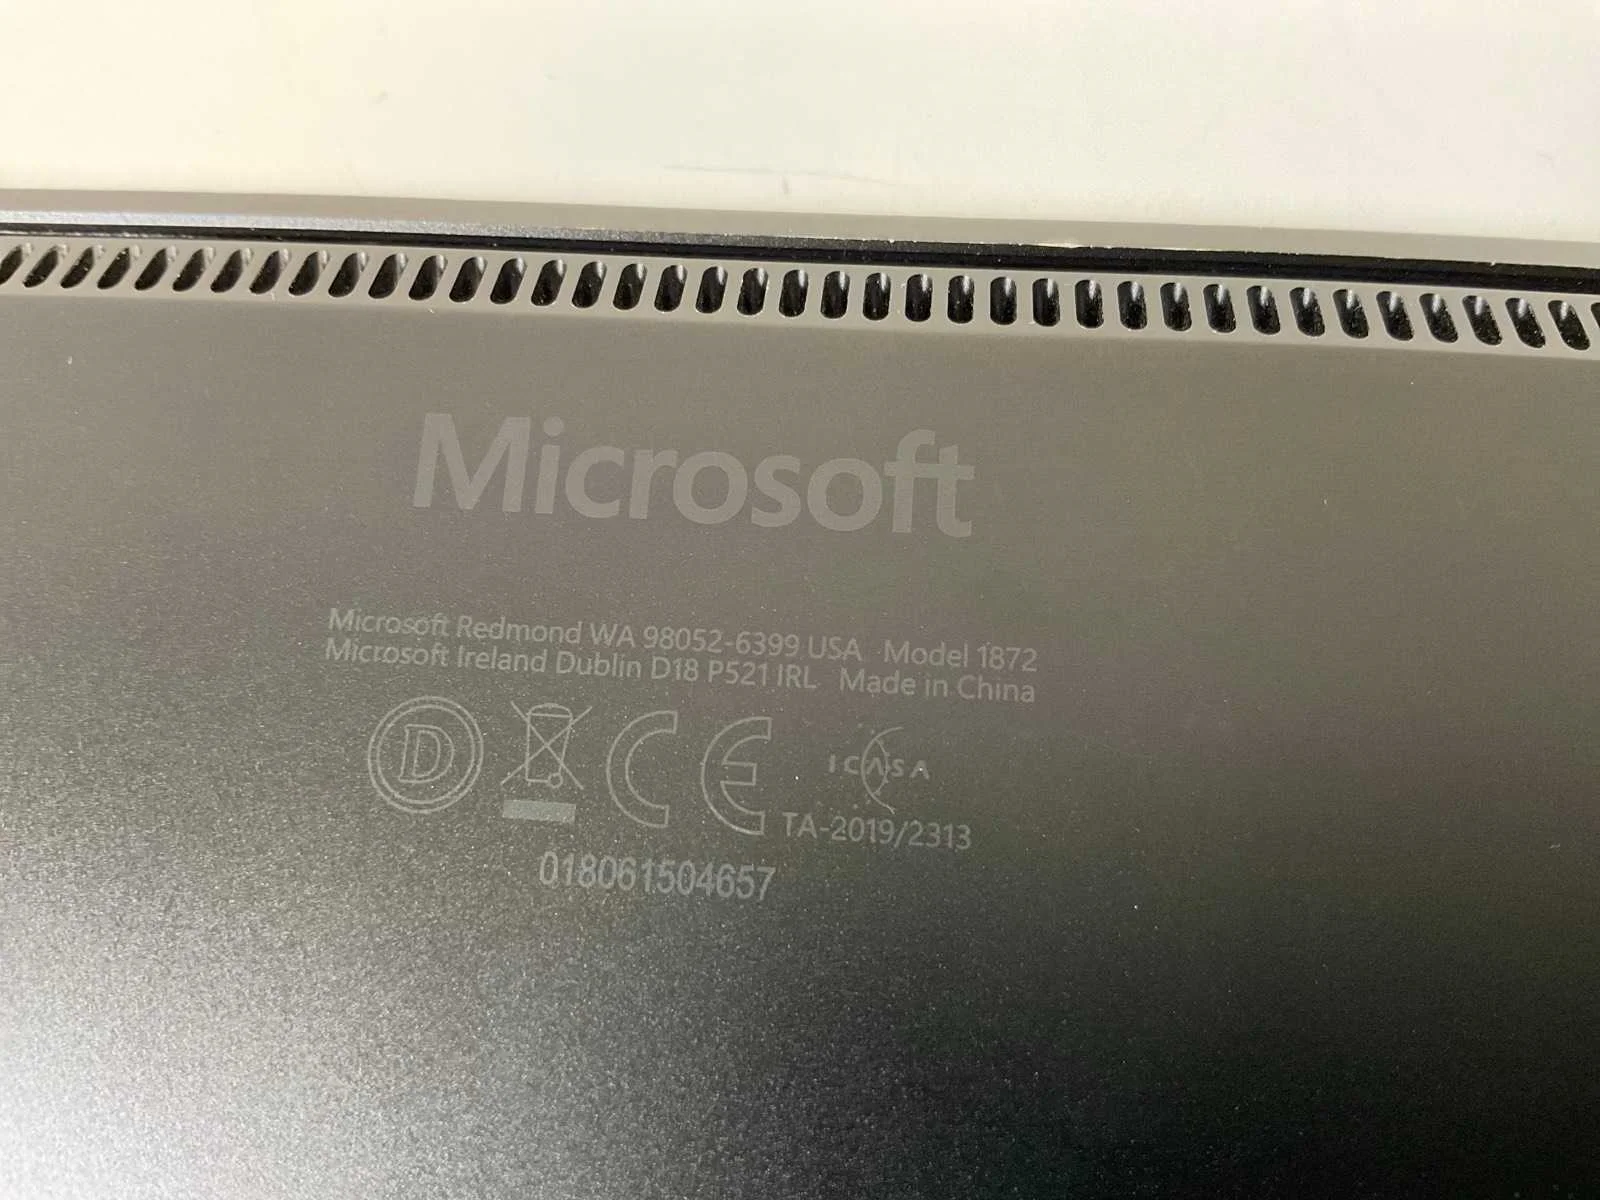 Microsoft
Microsoft Redmond WA 98052-6399 USA Model 1872
Microsoft Ireland Dublin D18 P521 IRL Made in China
D
CE
ICASA
TA-2019/2313
018061504657